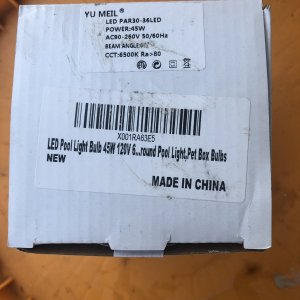 YU MEIL®
LED PAR30-36LED
POWER:45W
AC90-260V 50/60Hz
BEAM ANGLE
CCT:6500K Ra>80
X001RA63E5
LED Pool Light Bulb 45W 120V 6...round Pool Light,Pet Box Bulbs
NEW
MADE IN CHINA